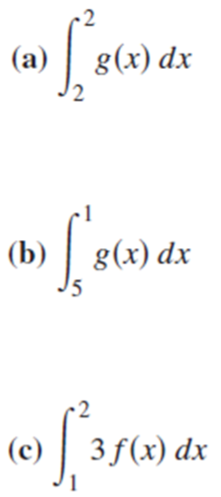 (a) ∫₂² g(x) dx
(b) ∫₅¹ g(x) dx
(c) ∫₁² 3f(x) dx